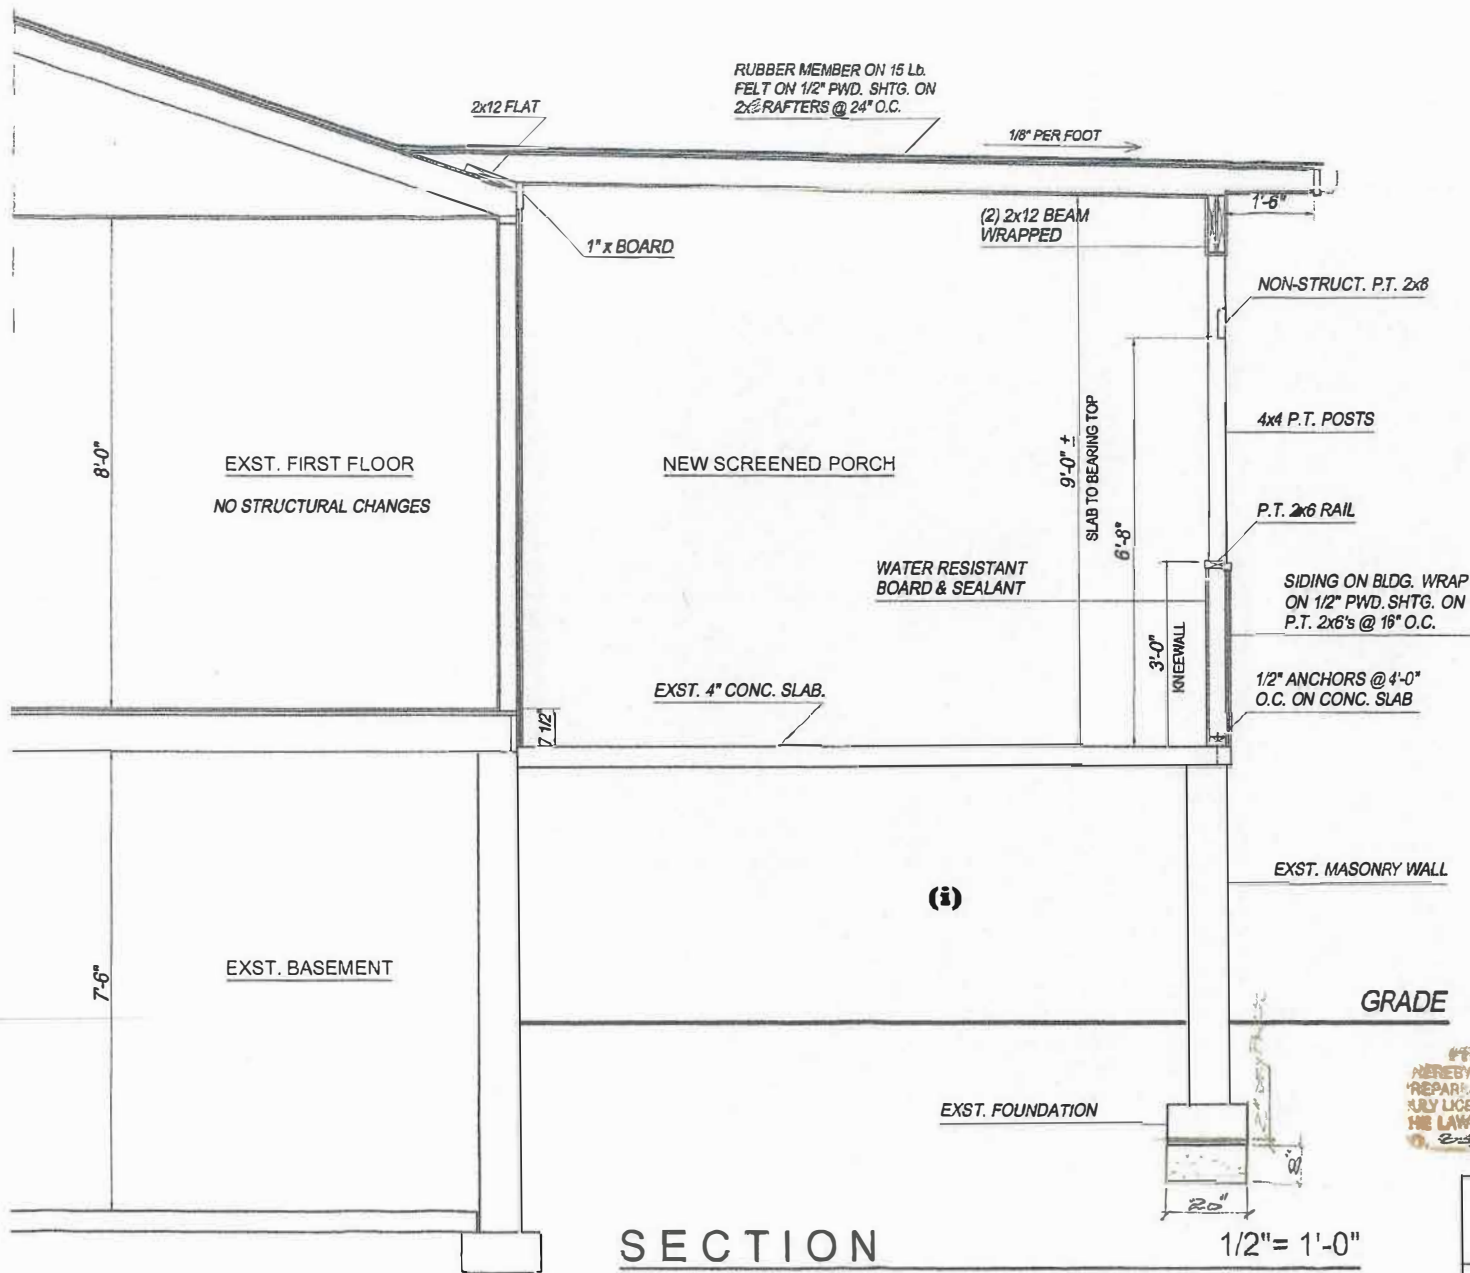 RUBBER MEMBER ON 15 Lb.
FELT ON 1/2" PWD. SHTG. ON
RAFTERS @ 24" O.C.
2x12 FLAT
1/8" PER FOOT
1'-6"
(2) 2x12 BEAM
WRAPPED
1" x BOARD
NON-STRUCT. P.T. 2x8
8'-0"
EXST. FIRST FLOOR
NO STRUCTURAL CHANGES
NEW SCREENED PORCH
9'-0" ±
SLAB TO BEARING TOP
6'-8"
4x4 P.T. POSTS
P.T. 2x6 RAIL
WATER RESISTANT
BOARD & SEALANT
SIDING ON BLDG. WRAP
ON 1/2" PWD. SHTG. ON
P.T. 2x6's @ 16" O.C.
3'-0"
KNEEWALL
1/2" ANCHORS @ 4'-0"
O.C. ON CONC. SLAB
EXST. 4" CONC. SLAB.
7 1/2"
EXST. MASONRY WALL
(i)
7'-6"
EXST. BASEMENT
GRADE
EXST. FOUNDATION
8"
20"
HEREBY
THE LAW
SECTION
1/2"= 1'-0"